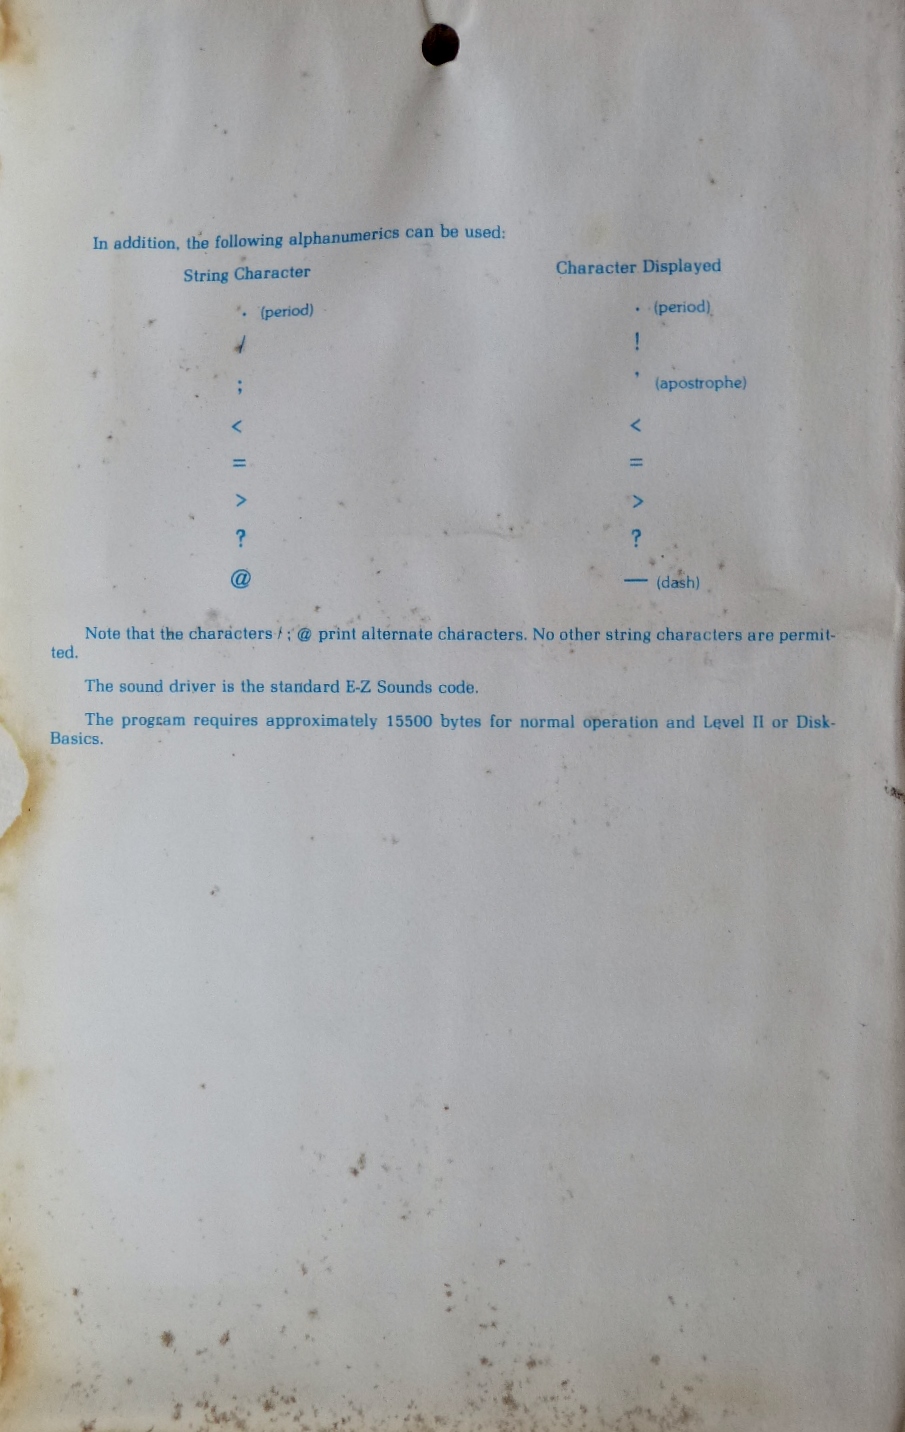 In addition, the following alphanumerics can be used:
String Character Character Displayed
. (period) . (period)
/ !
; ' (apostrophe)
< <
= =
> >
? ?
@ — (dash)
Note that the characters / ; @ print alternate characters. No other string characters are permit-
ted.
The sound driver is the standard E-Z Sounds code.
The program requires approximately 15500 bytes for normal operation and Level II or Disk-
Basics.